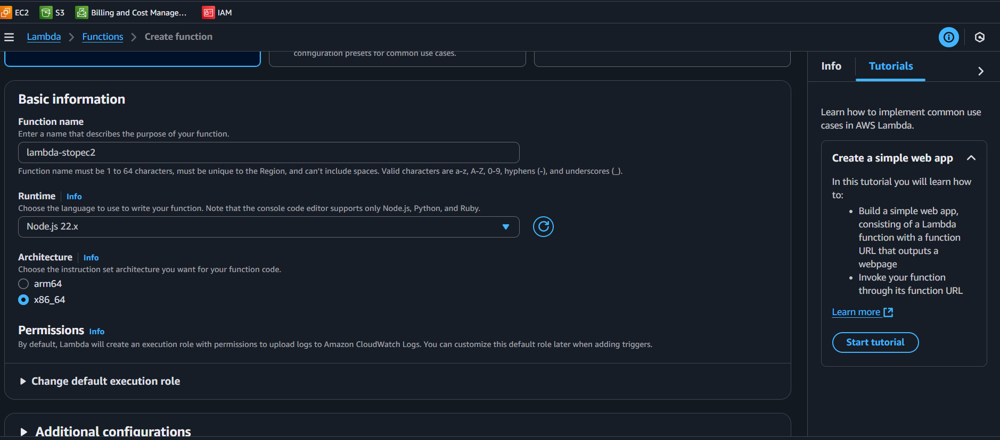 EC2 S3 Billing and Cost Manage... IAM
Lambda Functions Create function
configuration presets for common use cases.
Basic information
Function name
Enter a name that describes the purpose of your function.
lambda-stopec2
Function name must be 1 to 64 characters, must be unique to the Region, and can't include spaces. Valid characters are a-z, A-Z, 0-9, hyphens (-), and underscores (_).
Runtime Info
Choose the language to use to write your function. Note that the console code editor supports only Node.js, Python, and Ruby.
Node.js 22.x
Architecture Info
Choose the instruction set architecture you want for your function code.
arm64
x86_64
Permissions Info
By default, Lambda will create an execution role with permissions to upload logs to Amazon CloudWatch Logs. You can customize this default role later when adding triggers.
Change default execution role
Additional configurations
Info Tutorials
Learn how to implement common use
cases in AWS Lambda.
Create a simple web app
In this tutorial you will learn how
to:
• Build a simple web app,
consisting of a Lambda
function with a function
URL that outputs a
webpage
• Invoke your function
through its function URL
Learn more
Start tutorial